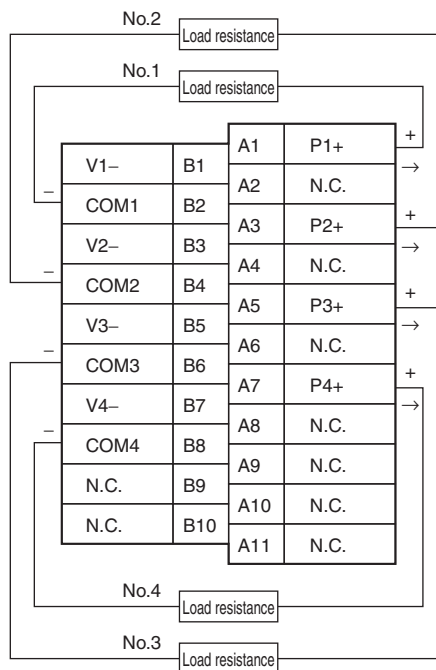 No.2
Load resistance
No.1
Load resistance
V1− B1
COM1 B2
V2− B3
COM2 B4
V3− B5
COM3 B6
V4− B7
COM4 B8
N.C. B9
N.C. B10
A1 P1+
A2 N.C.
A3 P2+
A4 N.C.
A5 P3+
A6 N.C.
A7 P4+
A8 N.C.
A9 N.C.
A10 N.C.
A11 N.C.
−
−
−
−
+
→
+
→
+
→
+
→
No.4
Load resistance
No.3
Load resistance